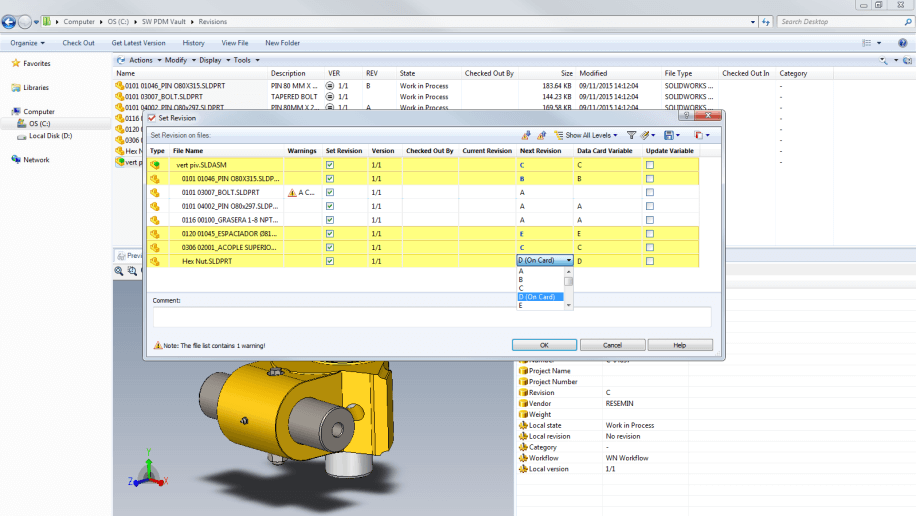 Computer ▸ OS (C:) ▸ SW PDM Vault ▸ Revisions
Search Desktop
Organize Check Out Get Latest Version History View File New Folder
Favorites
Libraries
Computer
OS (C:)
Local Disk (D:)
Network
Actions Modify Display Tools
Name Description VER REV State Checked Out By Size Modified File Type Checked Out In Category
0101 01046_PIN O80X315.SLDPRT PIN 80 MM X ... 1/1 B Work in Process 183.64 KB 09/11/2015 14:12:04 SOLIDWORKS ... -
0101 03007_BOLT.SLDPRT TAPERED BOLT 1/1 Work in Process 144.23 KB 09/11/2015 14:12:04 SOLIDWORKS ... -
0101 04002_PIN O80x297.SLDPRT PIN 80MM X 2... 1/1 A Work in Process 169.58 KB 09/11/2015 14:12:04 SOLIDWORKS ... -
0116
0120
0306
Hex Nu
vert p
Set Revision
Set Revision on files:
Show All Levels
Type File Name Warnings Set Revision Version Checked Out By Current Revision Next Revision Data Card Variable Update Variable
vert piv.SLDASM 1/1 C C
0101 01046_PIN O80X315.SLDP... 1/1 B B
0101 03007_BOLT.SLDPRT A C... 1/1 A
0101 04002_PIN O80x297.SLDP... 1/1 A A
0116 00100_GRASERA 1-8 NPT... 1/1 A A
0120 01045_ESPACIADOR Ø81... 1/1 E E
0306 02001_ACOPLE SUPERIO... 1/1 C C
Hex Nut.SLDPRT 1/1 D (On Card) D
A
B
C
D (On Card)
E
Comment:
Note: The file list contains 1 warning!
OK Cancel Help
Previ
Project Name
Project Number
Revision C
Vendor RESEMIN
Weight
Local state Work in Process
Local revision No revision
Category -
Workflow WN Workflow
Local version 1/1
Y
Z
X